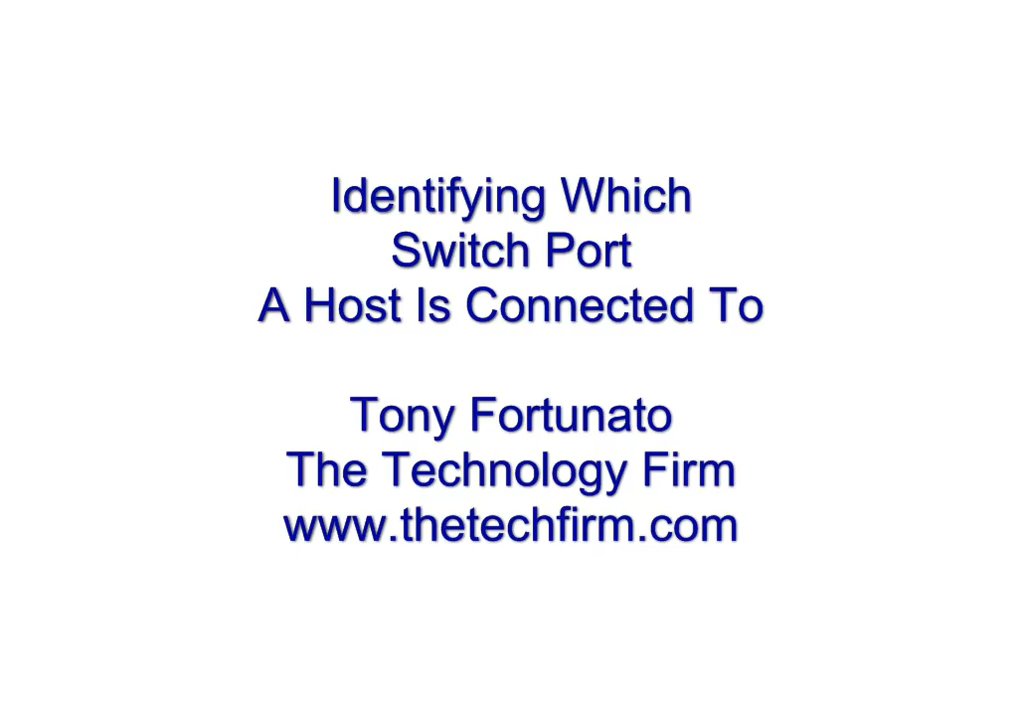 Identifying Which
Switch Port
A Host Is Connected To
Tony Fortunato
The Technology Firm
www.thetechfirm.com